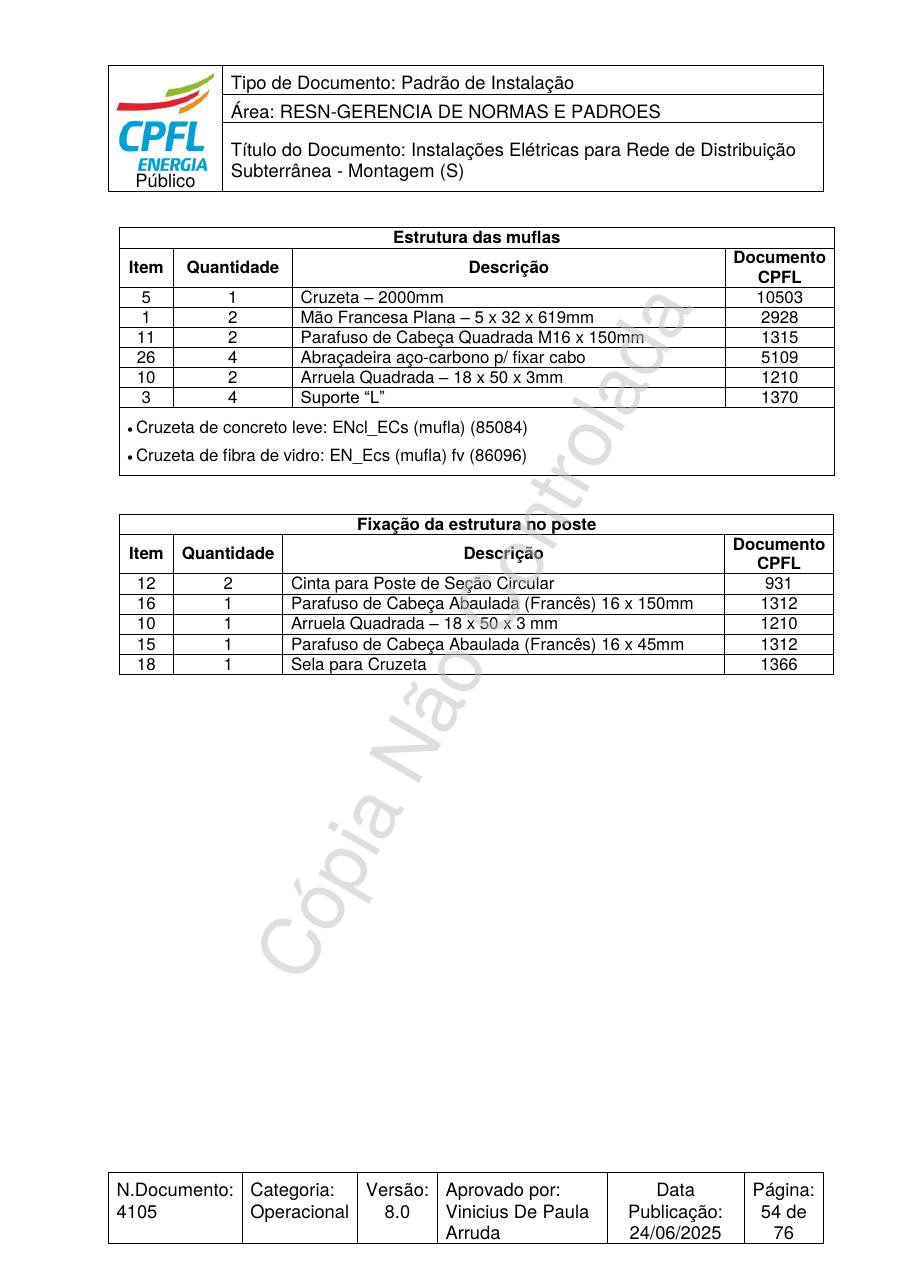 CPFL
ENERGIA
Público
Tipo de Documento: Padrão de Instalação
Área: RESN-GERENCIA DE NORMAS E PADROES
Título do Documento: Instalações Elétricas para Rede de Distribuição
Subterrânea - Montagem (S)
Estrutura das muflas
Item Quantidade Descrição Documento CPFL
5 1 Cruzeta – 2000mm 10503
1 2 Mão Francesa Plana – 5 x 32 x 619mm 2928
11 2 Parafuso de Cabeça Quadrada M16 x 150mm 1315
26 4 Abraçadeira aço-carbono p/ fixar cabo 5109
10 2 Arruela Quadrada – 18 x 50 x 3mm 1210
3 4 Suporte “L” 1370
• Cruzeta de concreto leve: ENcl_ECs (mufla) (85084)
• Cruzeta de fibra de vidro: EN_Ecs (mufla) fv (86096)
Fixação da estrutura no poste
Item Quantidade Descrição Documento CPFL
12 2 Cinta para Poste de Seção Circular 931
16 1 Parafuso de Cabeça Abaulada (Francês) 16 x 150mm 1312
10 1 Arruela Quadrada – 18 x 50 x 3 mm 1210
15 1 Parafuso de Cabeça Abaulada (Francês) 16 x 45mm 1312
18 1 Sela para Cruzeta 1366
Cópia Não Controlada
N.Documento: Categoria: Versão: Aprovado por: Data Página:
4105 Operacional 8.0 Vinicius De Paula Publicação: 54 de
Arruda 24/06/2025 76